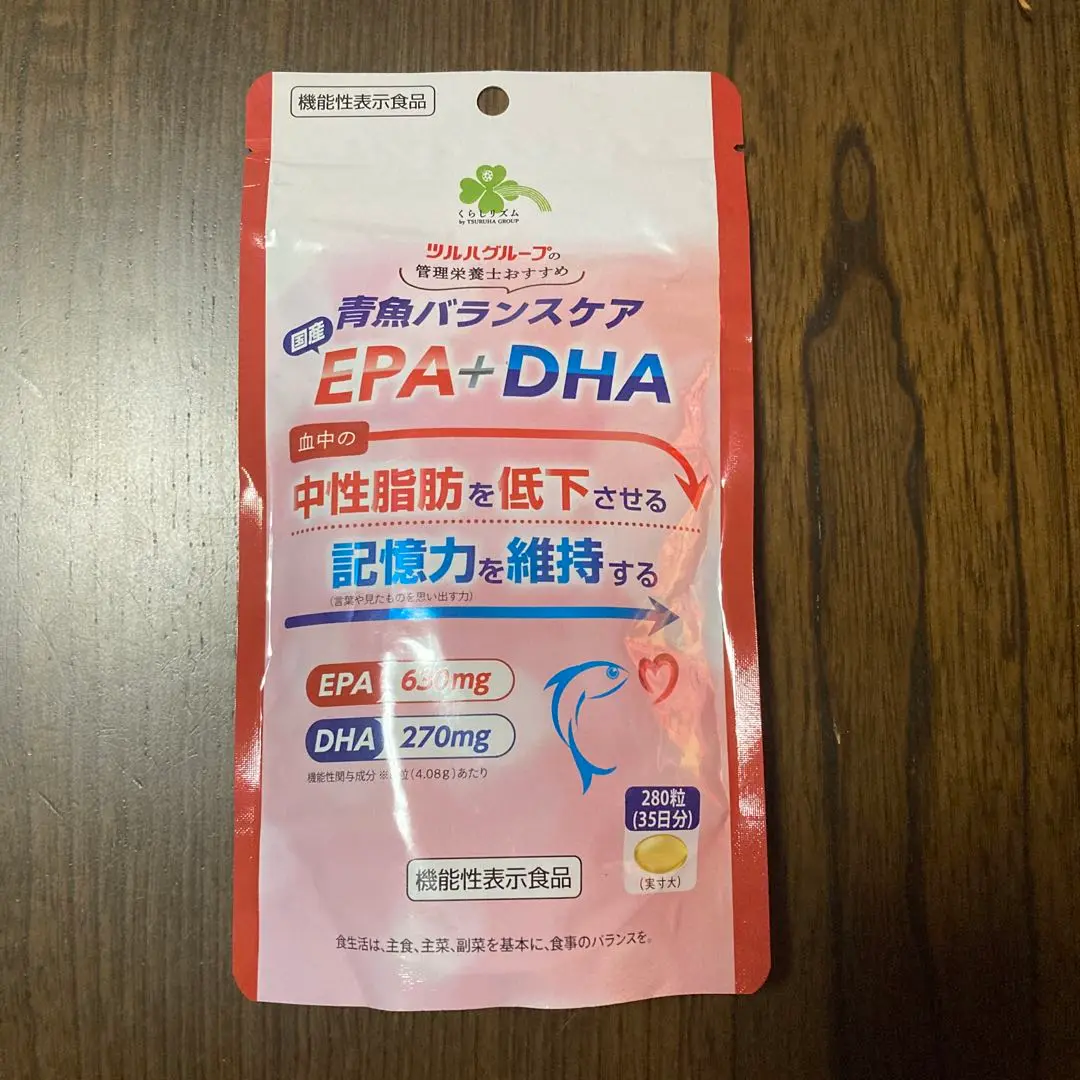 機能性表示食品
くらしリズム
by TSURUHA GROUP
ツルハグループの
管理栄養士おすすめ
青魚バランスケア
国産
EPA+DHA
血中の
中性脂肪を低下させる
記憶力を維持する
(言葉や見たものを思い出す力)
EPA 630mg
DHA 270mg
機能性関与成分 ※ 粒(4.08g)あたり
280粒
(35日分)
(実寸大)
機能性表示食品
食生活は、主食、主菜、副菜を基本に、食事のバランスを。